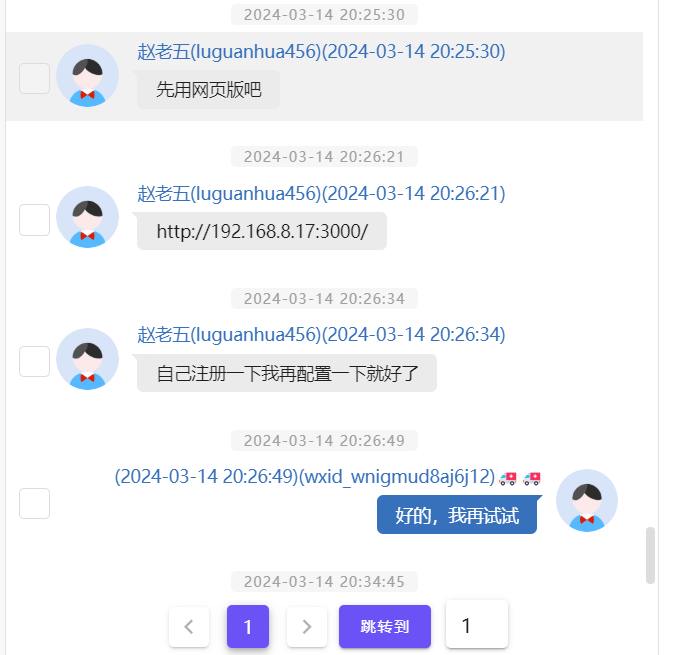 2024-03-14 20:25:30
赵老五(luguanhua456)(2024-03-14 20:25:30)
先用网页版吧
2024-03-14 20:26:21
赵老五(luguanhua456)(2024-03-14 20:26:21)
http://192.168.8.17:3000/
2024-03-14 20:26:34
赵老五(luguanhua456)(2024-03-14 20:26:34)
自己注册一下我再配置一下就好了
2024-03-14 20:26:49
(2024-03-14 20:26:49)(wxid_wnigmud8aj6j12)
好的，我再试试
2024-03-14 20:34:45
1 跳转到 1